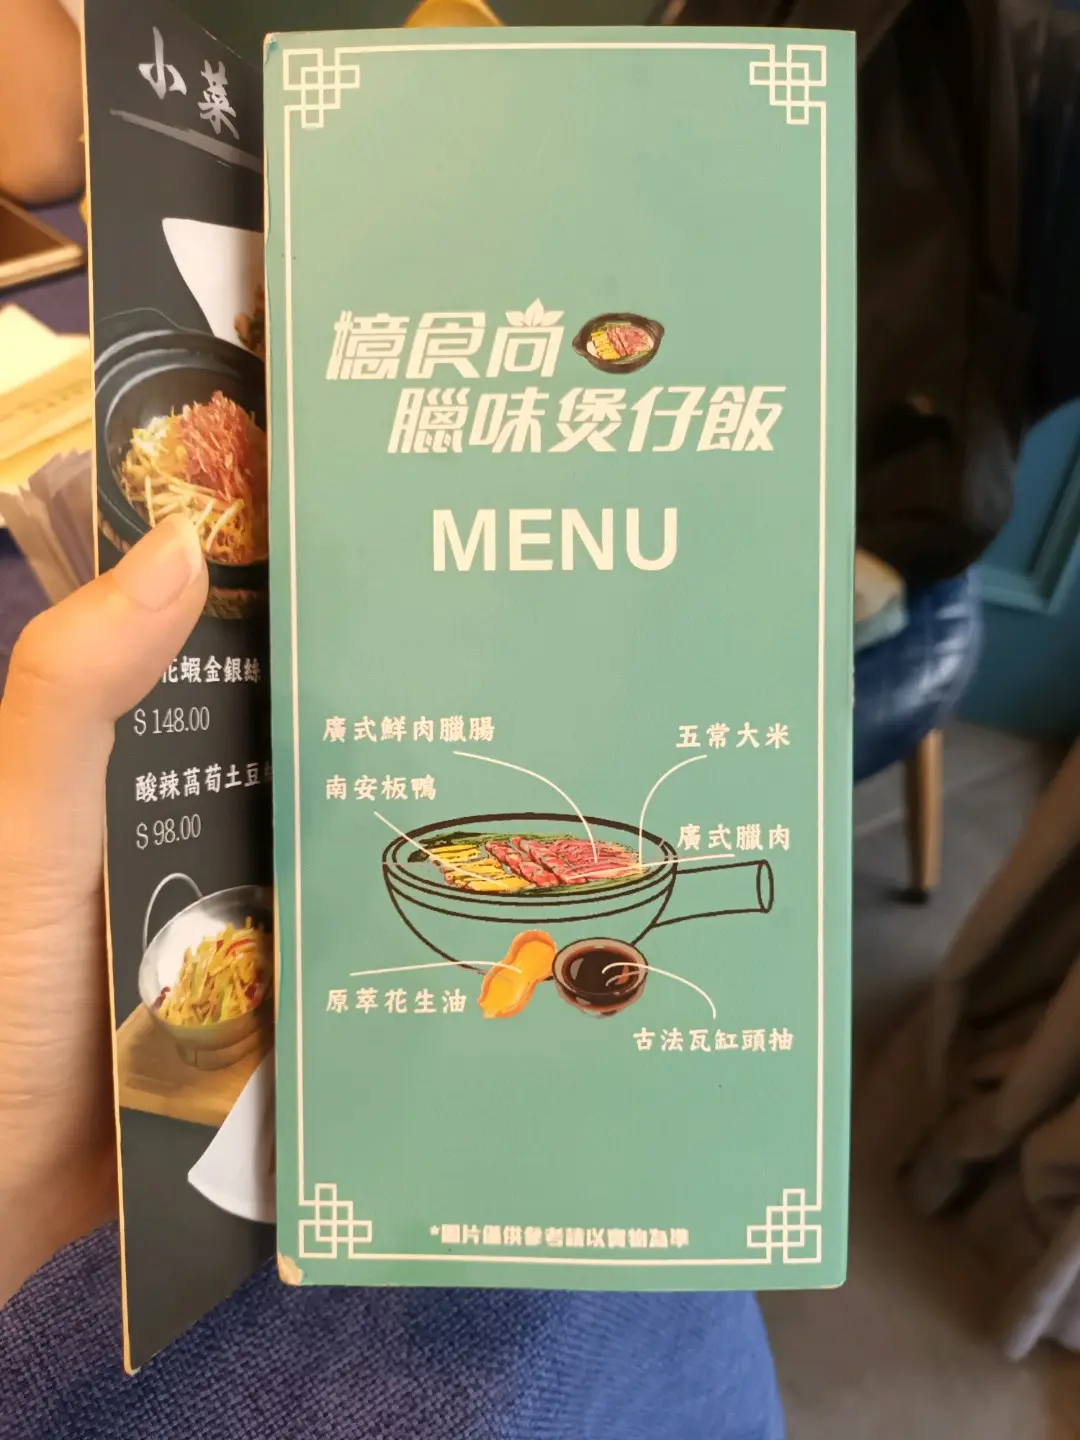 小菜
花蝦金銀絲
$148.00
酸辣萵荀土豆
$98.00
憶食尚
臘味煲仔飯
MENU
廣式鮮肉臘腸
五常大米
南安板鴨
廣式臘肉
原萃花生油
古法瓦缸頭抽
*圖片僅供參考請以實物為準